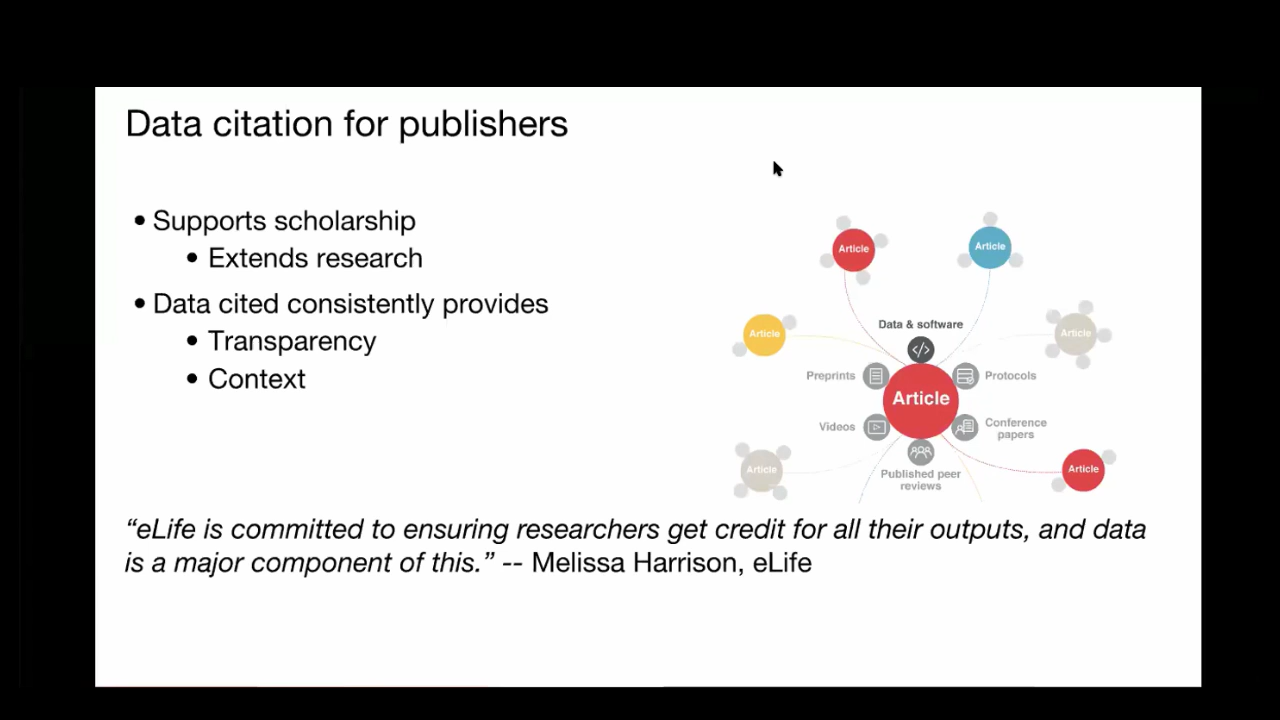 Data citation for publishers
• Supports scholarship
• Extends research
• Data cited consistently provides
• Transparency
• Context
Article
Article
Article
Article
Data & software
</>
Preprints
Protocols
Article
Videos
Conference
papers
Article
Article
Published peer
reviews
“eLife is committed to ensuring researchers get credit for all their outputs, and data
is a major component of this.” -- Melissa Harrison, eLife